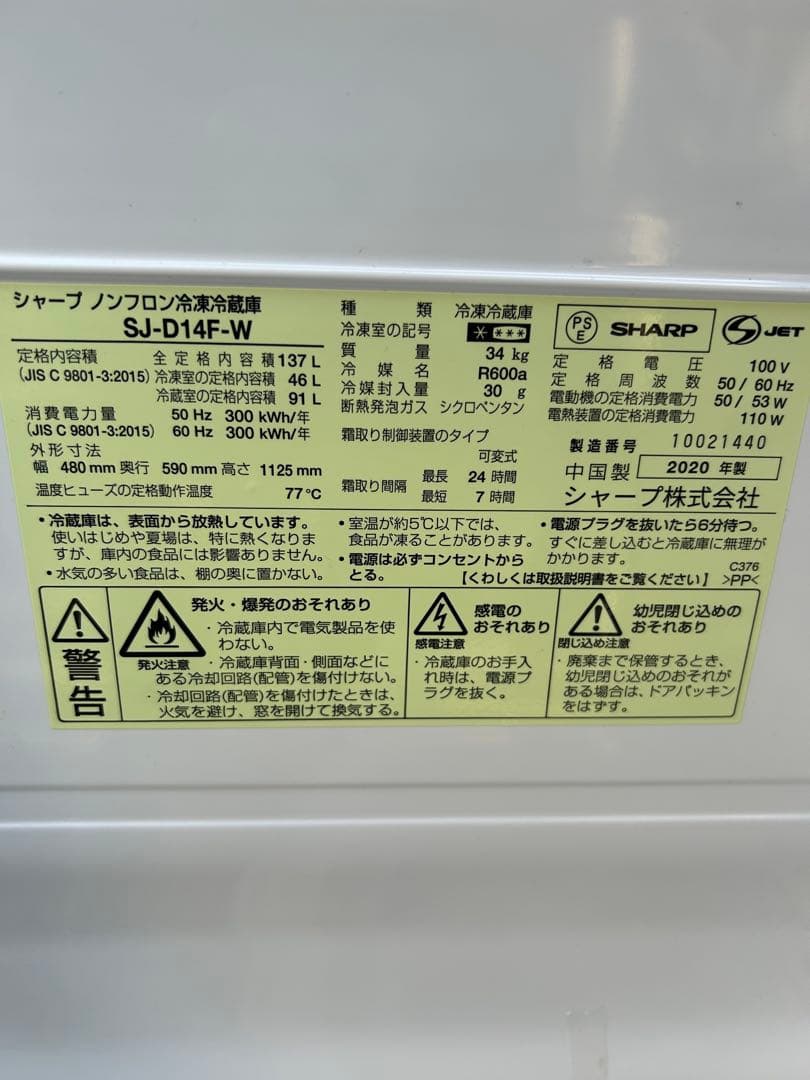 シャープ ノンフロン冷凍冷蔵庫
SJ-D14F-W
定格内容積 全定格内容積 137 L
(JIS C 9801-3:2015) 冷凍室の定格内容積 46 L
冷蔵室の定格内容積 91 L
消費電力量 50 Hz 300 kWh/年
(JIS C 9801-3:2015) 60 Hz 300 kWh/年
外形寸法
幅 480 mm 奥行 590 mm 高さ 1125 mm
温度ヒューズの定格動作温度 77℃
種類 冷凍冷蔵庫
冷凍室の記号 * ***
質量 34 kg
冷媒名 R600a
冷媒封入量 30 g
断熱発泡ガス シクロペンタン
霜取り制御装置のタイプ
可変式
霜取り間隔 最長 24 時間
最短 7 時間
PSE SHARP S JET
定格電圧 100 V
定格周波数 50 / 60 Hz
電動機の定格消費電力 50 / 53 W
電熱装置の定格消費電力 110 W
製造番号 10021440
中国製 2020 年製
シャープ株式会社
・冷蔵庫は、表面から放熱しています。
使いはじめや夏場は、特に熱くなりま
すが、庫内の食品には影響ありません。
・水気の多い食品は、棚の奥に置かない。
・室温が約5℃以下では、
食品が凍ることがあります。
・電源は必ずコンセントから
とる。
・電源プラグを抜いたら6分待つ。
すぐに差し込むと冷蔵庫に無理が
かかります。
C376
【くわしくは取扱説明書をご覧ください】 >PP<
警告
発火注意
発火・爆発のおそれあり
・冷蔵庫内で電気製品を使
わない。
・冷蔵庫背面・側面などに
ある冷却回路(配管)を傷付けない。
・冷却回路(配管)を傷付けたときは、
火気を避け、窓を開けて換気する。
感電注意
感電の
おそれあり
・冷蔵庫のお手入
れ時は、電源プ
ラグを抜く。
閉じ込め注意
幼児閉じ込めの
おそれあり
・廃棄まで保管するとき、
幼児閉じ込めのおそれが
ある場合は、ドアパッキン
をはずす。